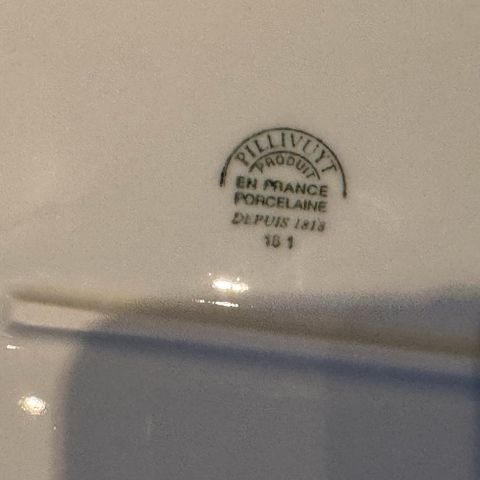 PILLIVUYT
PRODUIT
EN FRANCE
PORCELAINE
DEPUIS 1818
18 1